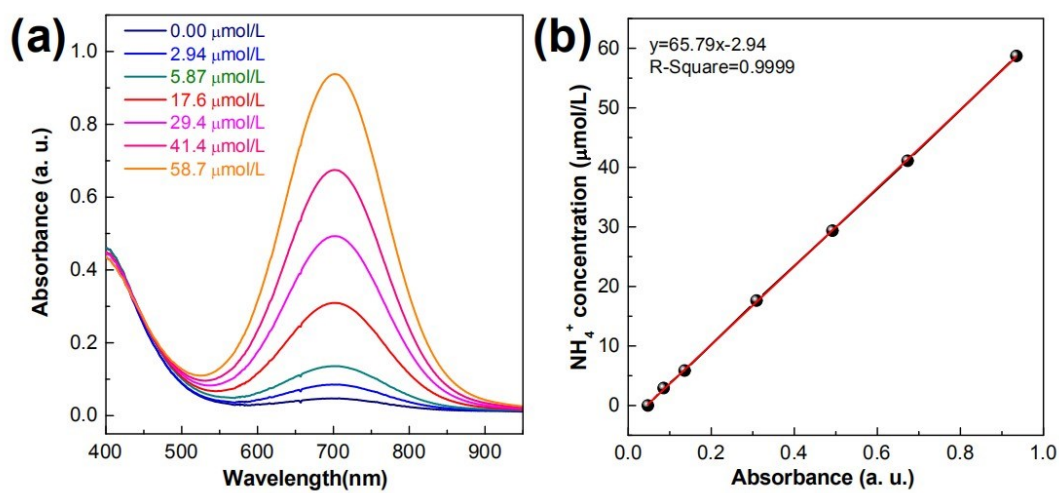 (a)
0.00 μmol/L
2.94 μmol/L
5.87 μmol/L
17.6 μmol/L
29.4 μmol/L
41.4 μmol/L
58.7 μmol/L
1.0
0.8
0.6
0.4
0.2
0.0
Absorbance (a. u.)
400 500 600 700 800 900
Wavelength(nm)
(b)
y=65.79x-2.94
R-Square=0.9999
60
50
40
30
20
10
0
NH₄⁺ concentration (μmol/L)
0.0 0.2 0.4 0.6 0.8 1.0
Absorbance (a. u.)